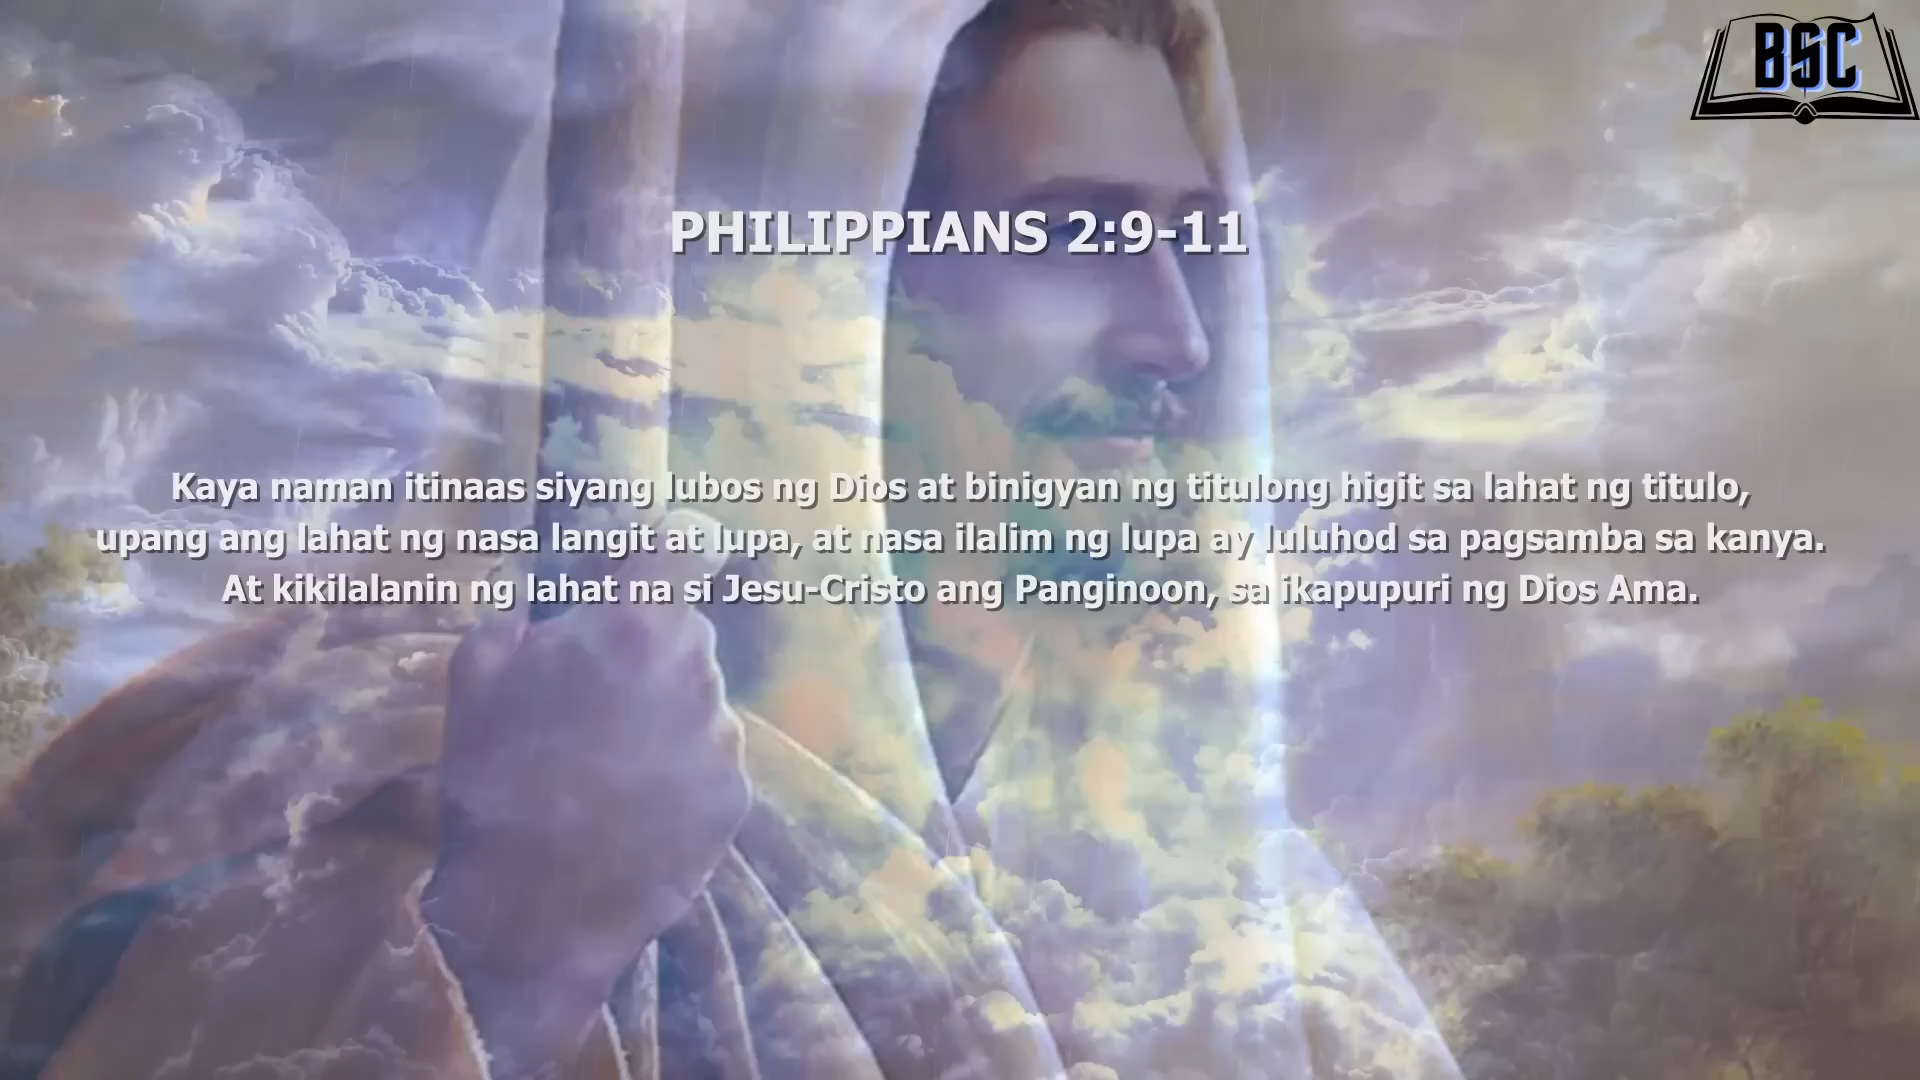 BSC
PHILIPPIANS 2:9-11
Kaya naman itinaas siyang lubos ng Dios at binigyan ng titulong higit sa lahat ng titulo,
upang ang lahat ng nasa langit at lupa, at nasa ilalim ng lupa ay luluhod sa pagsamba sa kanya.
At kikilalanin ng lahat na si Jesu-Cristo ang Panginoon, sa ikapupuri ng Dios Ama.